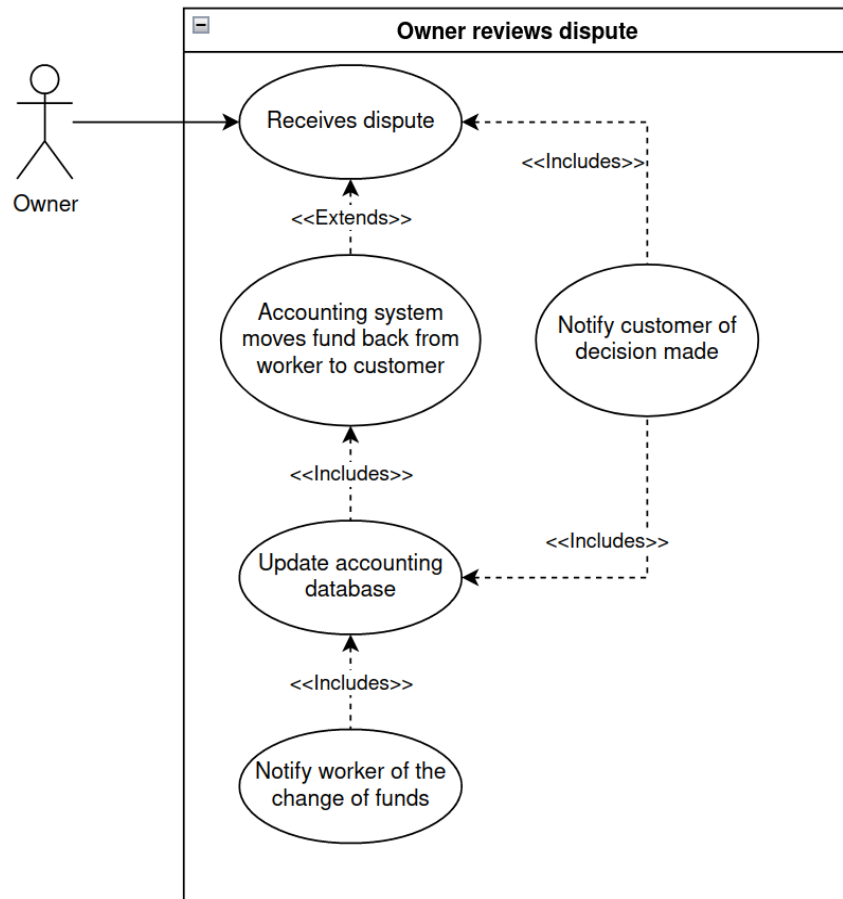 Owner reviews dispute
Receives dispute
<<Includes>>
Owner
<<Extends>>
Accounting system
moves fund back from
worker to customer
Notify customer of
decision made
<<Includes>>
<<Includes>>
Update accounting
database
<<Includes>>
Notify worker of the
change of funds